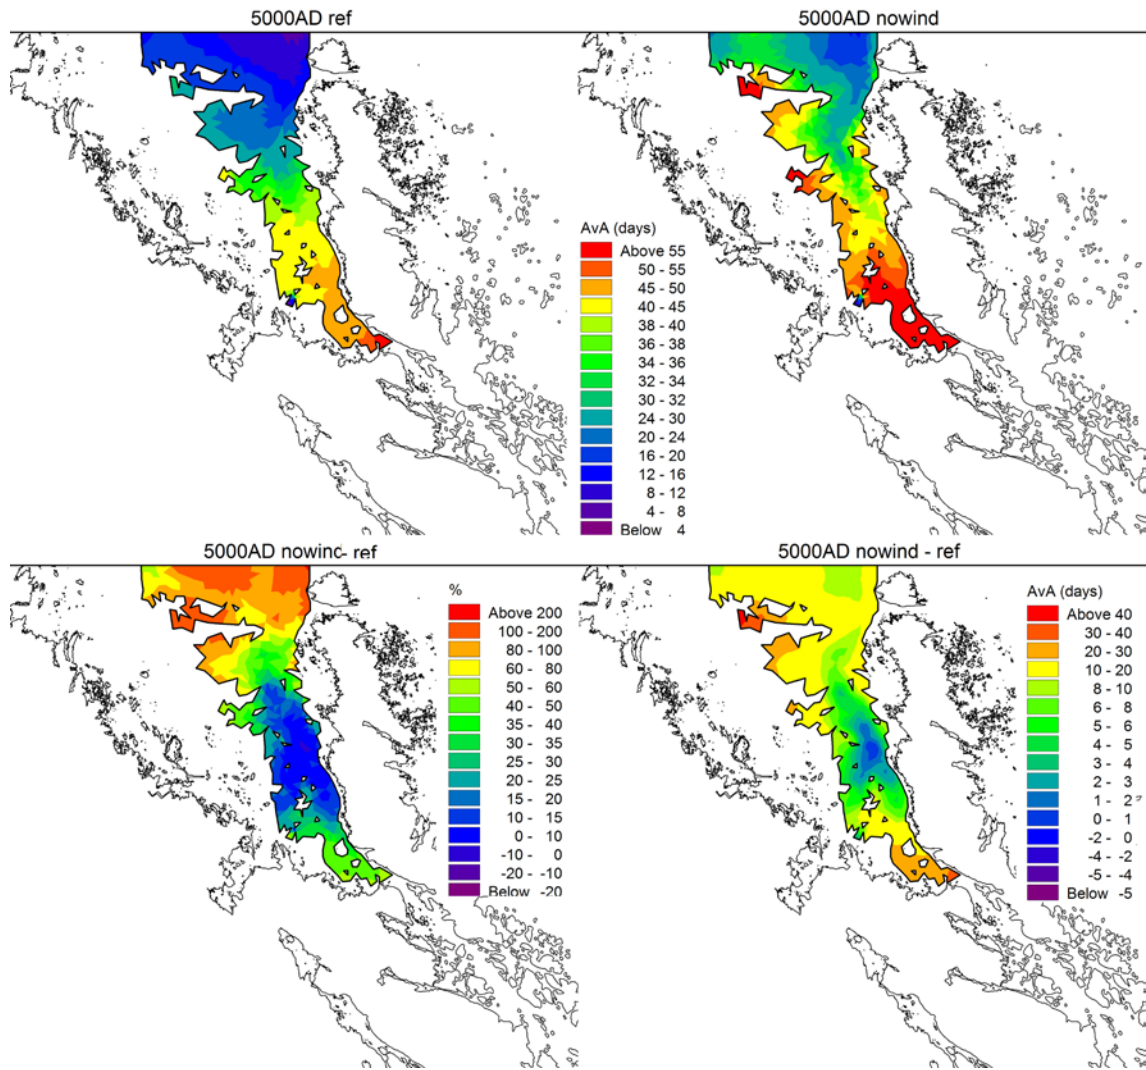 5000AD ref
5000AD nowind
AvA (days)
Above 55
50 - 55
45 - 50
40 - 45
38 - 40
36 - 38
34 - 36
32 - 34
30 - 32
24 - 30
20 - 24
16 - 20
12 - 16
8 - 12
4 - 8
Below 4
5000AD nowind - ref
%
Above 200
100 - 200
80 - 100
60 - 80
50 - 60
40 - 50
35 - 40
30 - 35
25 - 30
20 - 25
15 - 20
10 - 15
0 - 10
-10 - 0
-20 - -10
Below -20
5000AD nowind - ref
AvA (days)
Above 40
30 - 40
20 - 30
10 - 20
8 - 10
6 - 8
5 - 6
4 - 5
3 - 4
2 - 3
1 - 2
0 - 1
-2 - 0
-4 - -2
-5 - -4
Below -5